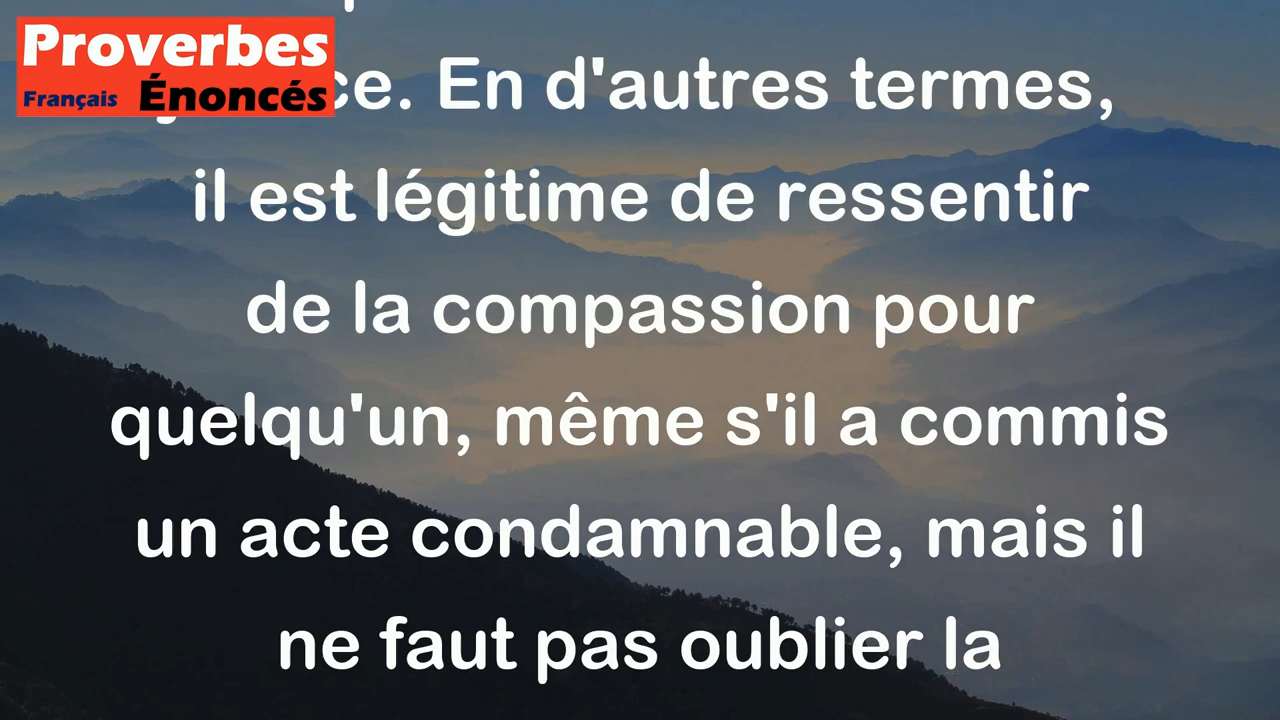 Proverbes
Français Énoncés
ce. En d'autres termes,
il est légitime de ressentir
de la compassion pour
quelqu'un, même s'il a commis
un acte condamnable, mais il
ne faut pas oublier la